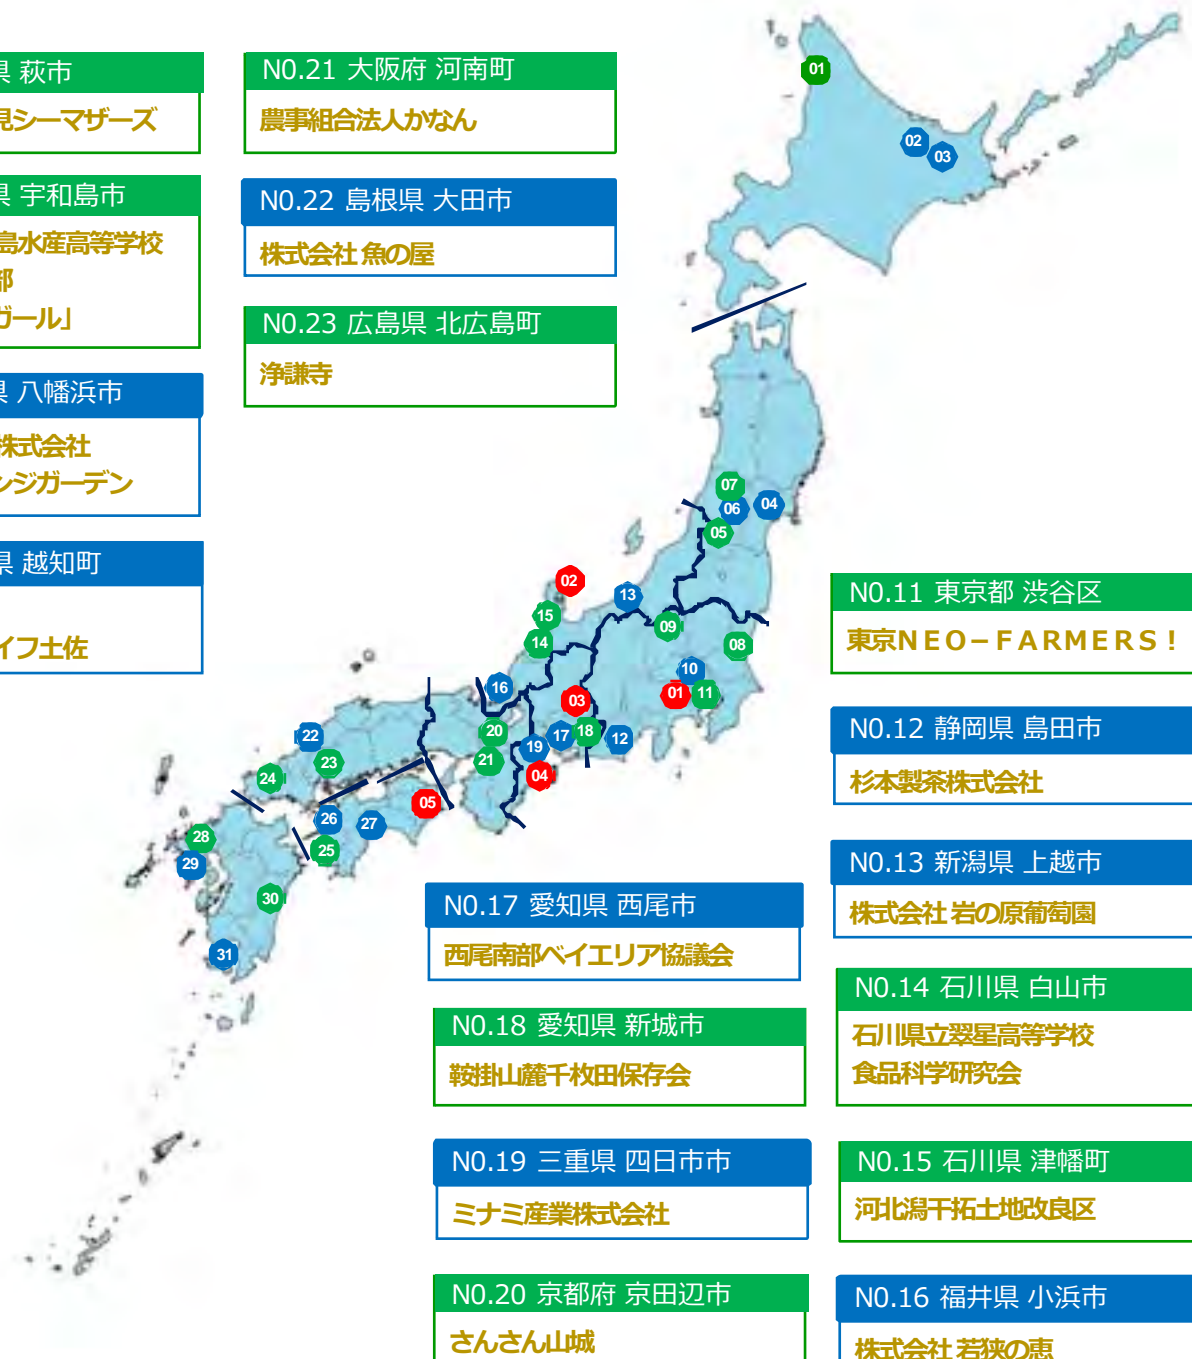 県 萩市
見シーマザーズ
県 宇和島市
島水産高等学校
部
ガール」
県 八幡浜市
株式会社
ンジガーデン
県 越知町
イフ土佐
N0.21 大阪府 河南町
農事組合法人かなん
N0.22 島根県 大田市
株式会社 魚の屋
N0.23 広島県 北広島町
浄謙寺
N0.11 東京都 渋谷区
東京NEO−FARMERS！
N0.12 静岡県 島田市
杉本製茶株式会社
N0.13 新潟県 上越市
株式会社 岩の原葡萄園
N0.14 石川県 白山市
石川県立翠星高等学校
食品科学研究会
N0.15 石川県 津幡町
河北潟干拓土地改良区
N0.16 福井県 小浜市
株式会社 若狭の恵
N0.17 愛知県 西尾市
西尾南部ベイエリア協議会
N0.18 愛知県 新城市
鞍掛山麓千枚田保存会
N0.19 三重県 四日市市
ミナミ産業株式会社
N0.20 京都府 京田辺市
さんさん山城
01
02
03
07
06
04
05
02
13
15
09
14
08
10
16
03
01
11
20
17
18
12
22
19
21
23
04
24
05
26
27
28
25
29
30
31